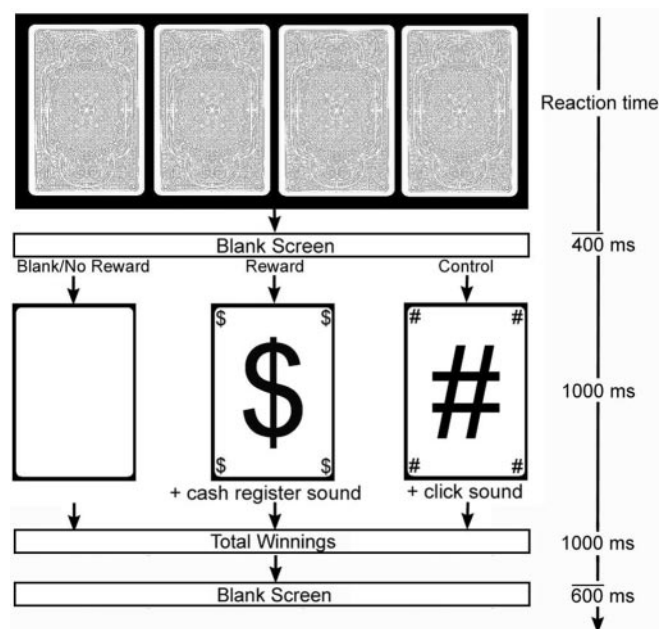 Reaction time
Blank Screen
400 ms
Blank/No Reward
Reward
Control
$ $
$
$ $
# #
#
# #
1000 ms
+ cash register sound
+ click sound
Total Winnings
1000 ms
Blank Screen
600 ms